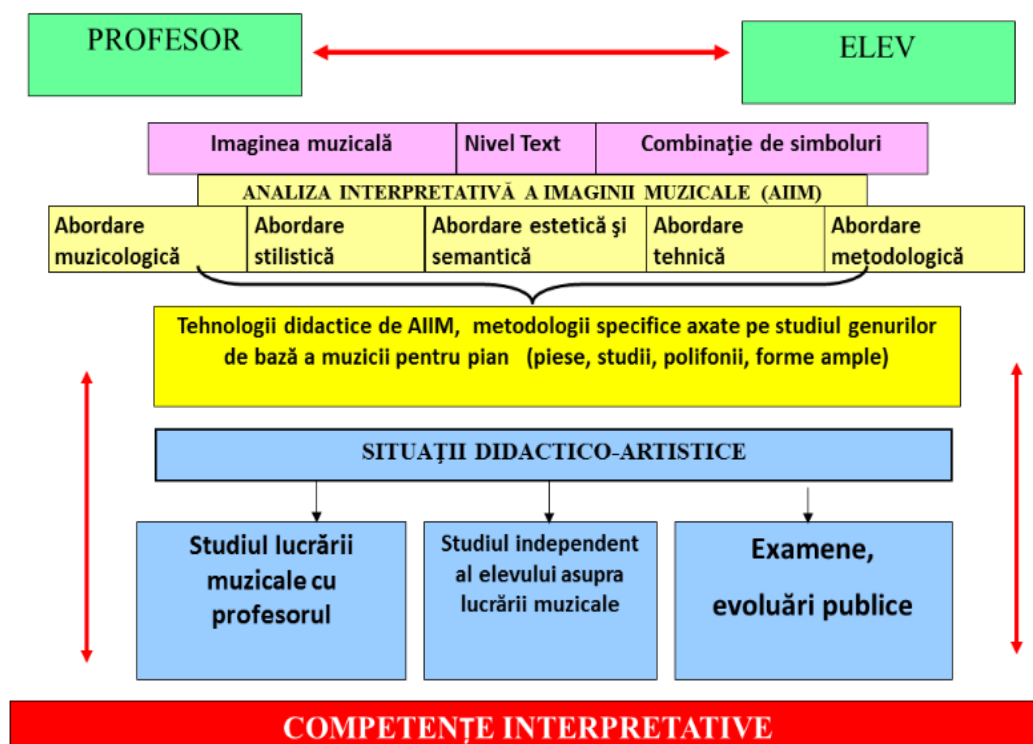 PROFESOR
ELEV
Imaginea muzicală
Nivel Text
Combinaţie de simboluri
ANALIZA INTERPRETATIVĂ A IMAGINII MUZICALE (AIIM)
Abordare
muzicologică
Abordare
stilistică
Abordare estetică şi
semantică
Abordare
tehnică
Abordare
metodologică
Tehnologii didactice de AIIM, metodologii specifice axate pe studiul genurilor
de bază a muzicii pentru pian (piese, studii, polifonii, forme ample)
SITUAŢII DIDACTICO-ARTISTICE
Studiul lucrării
muzicale cu
profesorul
Studiul independent
al elevului asupra
lucrării muzicale
Examene,
evoluări publice
COMPETENȚE INTERPRETATIVE